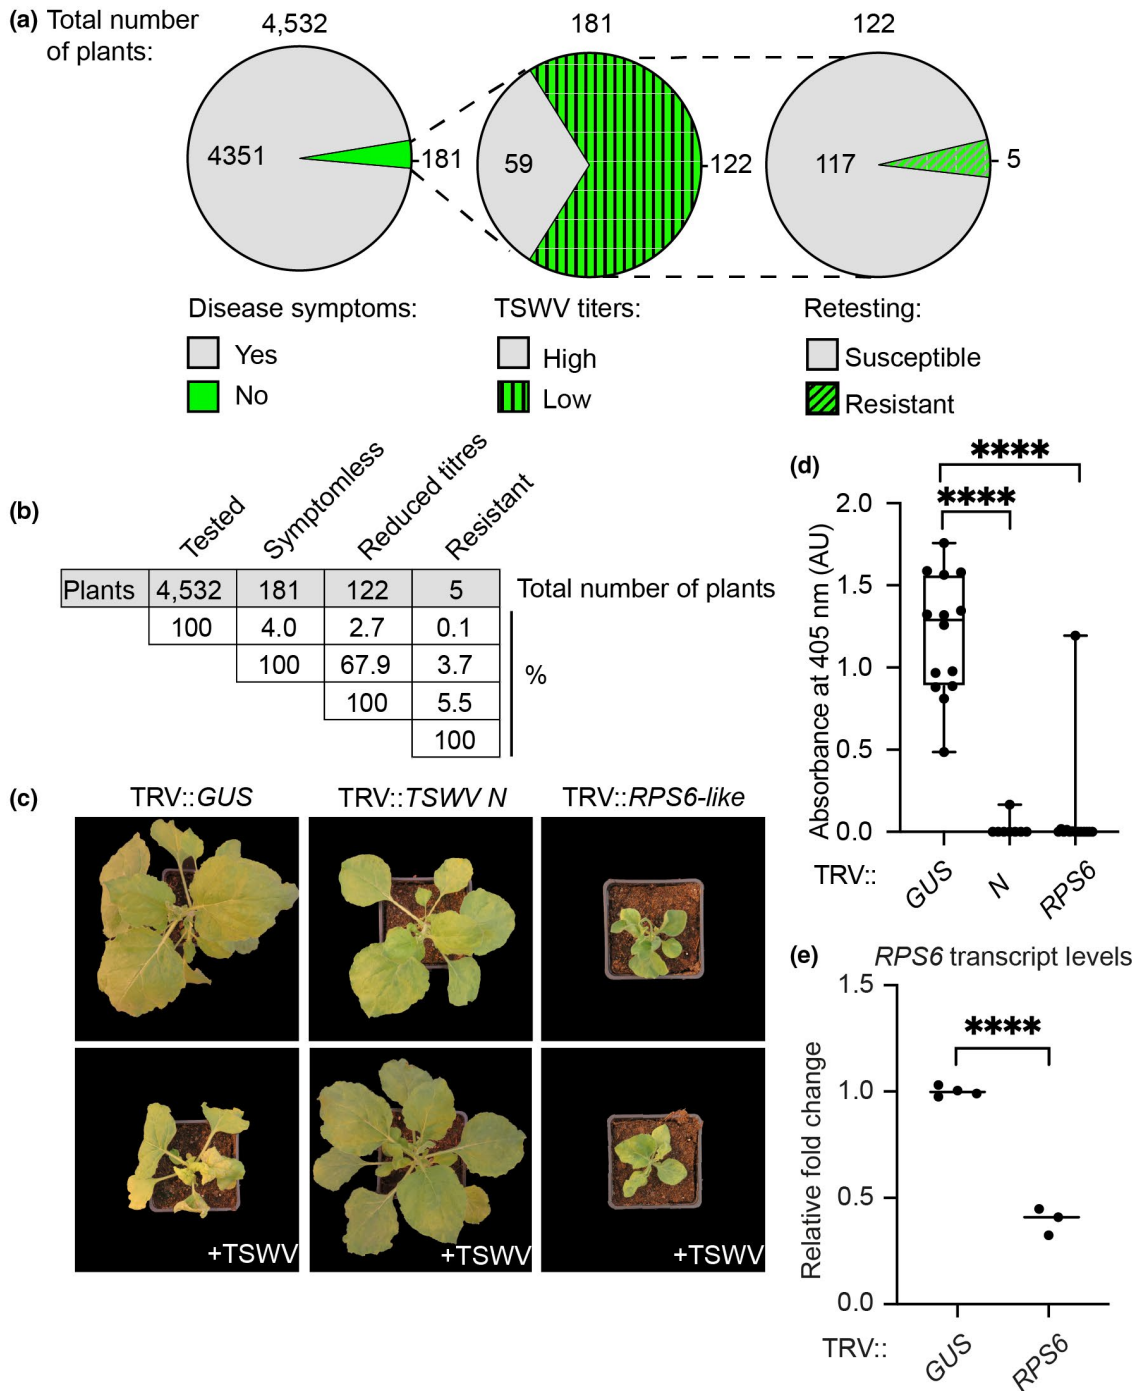 (a) Total number of plants:
4,532 181 122
4351 181 59 122 117 5
Disease symptoms: TSWV titers: Retesting:
Yes High Susceptible
No Low Resistant
(b)
Tested Symptomless Reduced titres Resistant
Plants 4,532 181 122 5 Total number of plants
100 4.0 2.7 0.1
100 67.9 3.7
100 5.5
100
%
(c)
TRV::GUS TRV::TSWV N TRV::RPS6-like
+TSWV +TSWV +TSWV
(d)
**** 
****
Absorbance at 405 nm (AU)
2.0
1.5
1.0
0.5
0.0
TRV:: GUS N RPS6
(e) RPS6 transcript levels
****
Relative fold change
1.5
1.0
0.5
0.0
TRV:: GUS RPS6